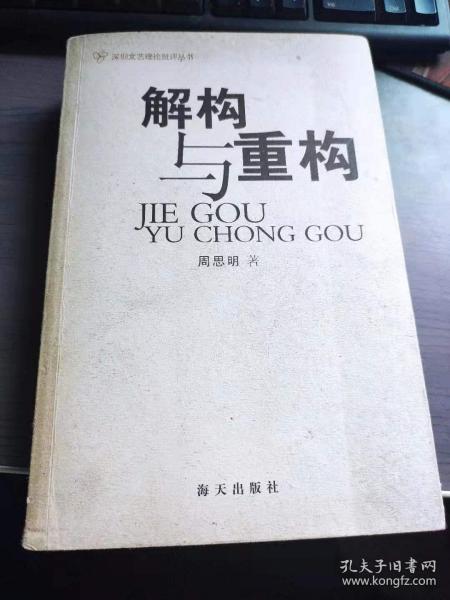 深圳文艺理论批评丛书
解构
与重构
JIE GOU
YU CHONG GOU
周思明 著
海天出版社
孔夫子旧书网
www.kongfz.com